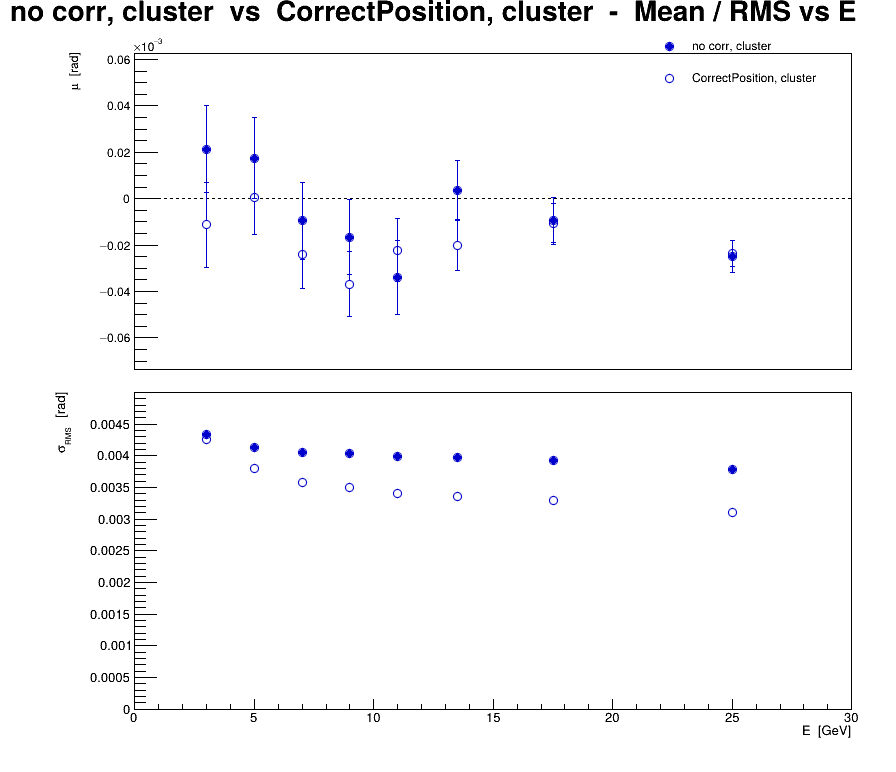 no corr, cluster vs CorrectPosition, cluster - Mean / RMS vs E
×10⁻³
μ [rad]
0.06
0.04
0.02
0
−0.02
−0.04
−0.06
no corr, cluster
CorrectPosition, cluster
σRMS [rad]
0.0045
0.004
0.0035
0.003
0.0025
0.002
0.0015
0.001
0.0005
0
0 5 10 15 20 25 30
E [GeV]